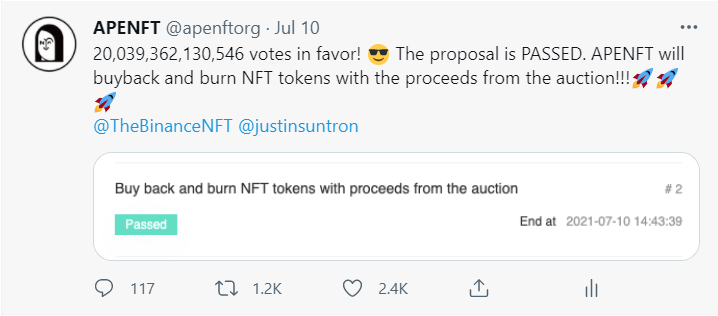 APENFT @apenftorg · Jul 10
20,039,362,130,546 votes in favor! 😎 The proposal is PASSED. APENFT will
buyback and burn NFT tokens with the proceeds from the auction!!!🚀🚀
🚀
@TheBinanceNFT @justinsuntron
Buy back and burn NFT tokens with proceeds from the auction # 2
Passed End at 2021-07-10 14:43:39
117 1.2K 2.4K